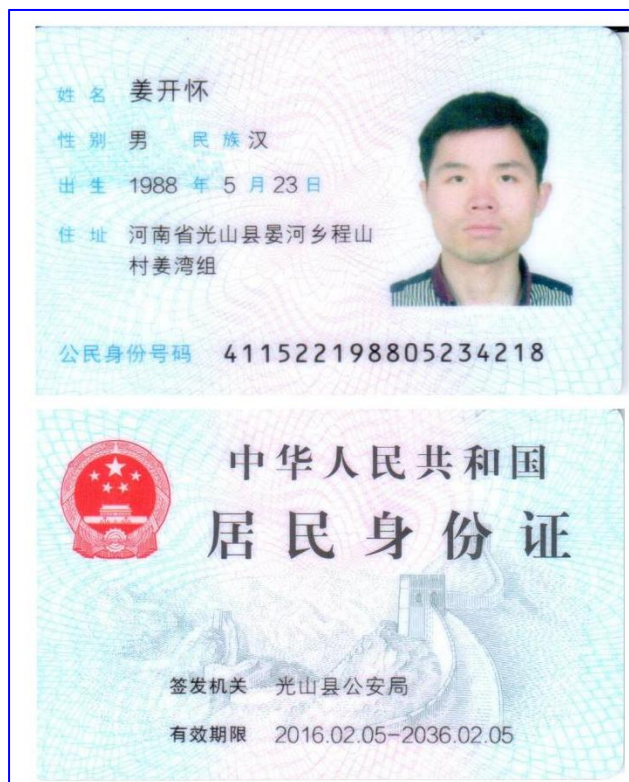 姓名 姜开怀
性别 男 民族 汉
出生 1988 年 5 月 23 日
住址 河南省光山县晏河乡程山
村姜湾组
公民身份号码 411522198805234218
中华人民共和国
居民身份证
签发机关 光山县公安局
有效期限 2016.02.05-2036.02.05